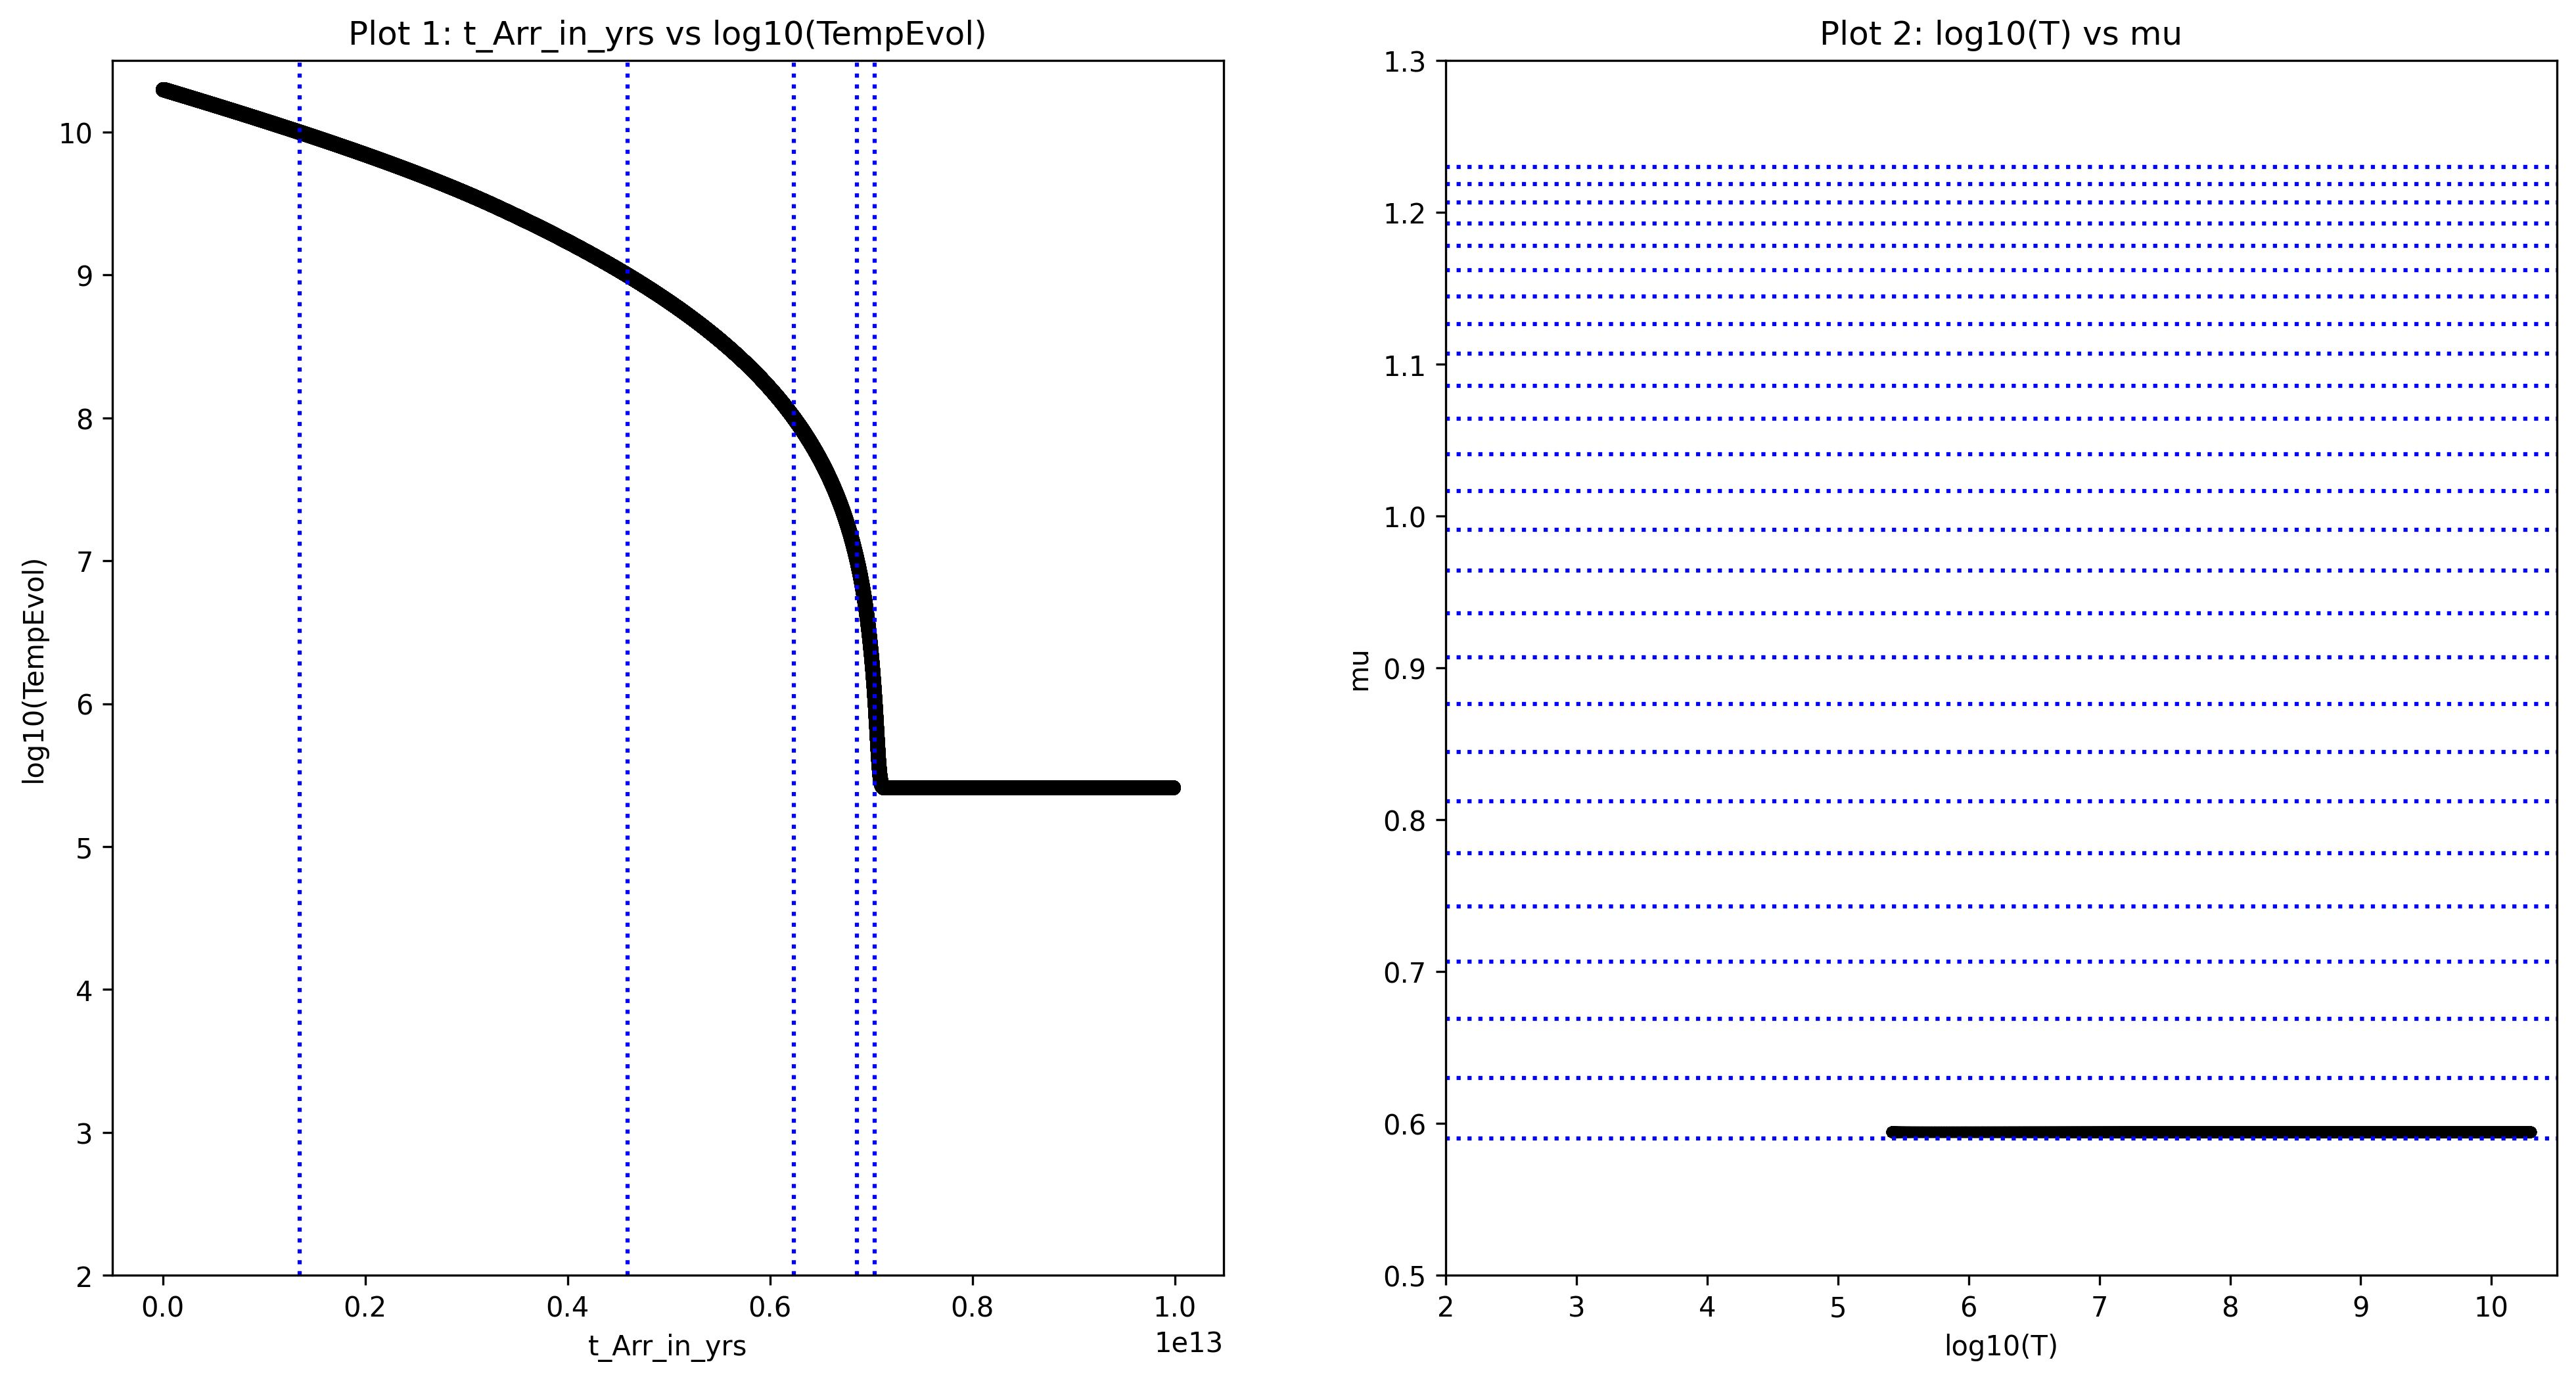 Plot 1: t_Arr_in_yrs vs log10(TempEvol)
10
9
8
7
6
5
4
3
2
log10(TempEvol)
0.0 0.2 0.4 0.6 0.8 1.0
1e13
t_Arr_in_yrs
Plot 2: log10(T) vs mu
1.3
1.2
1.1
1.0
0.9
0.8
0.7
0.6
0.5
mu
2 3 4 5 6 7 8 9 10
log10(T)